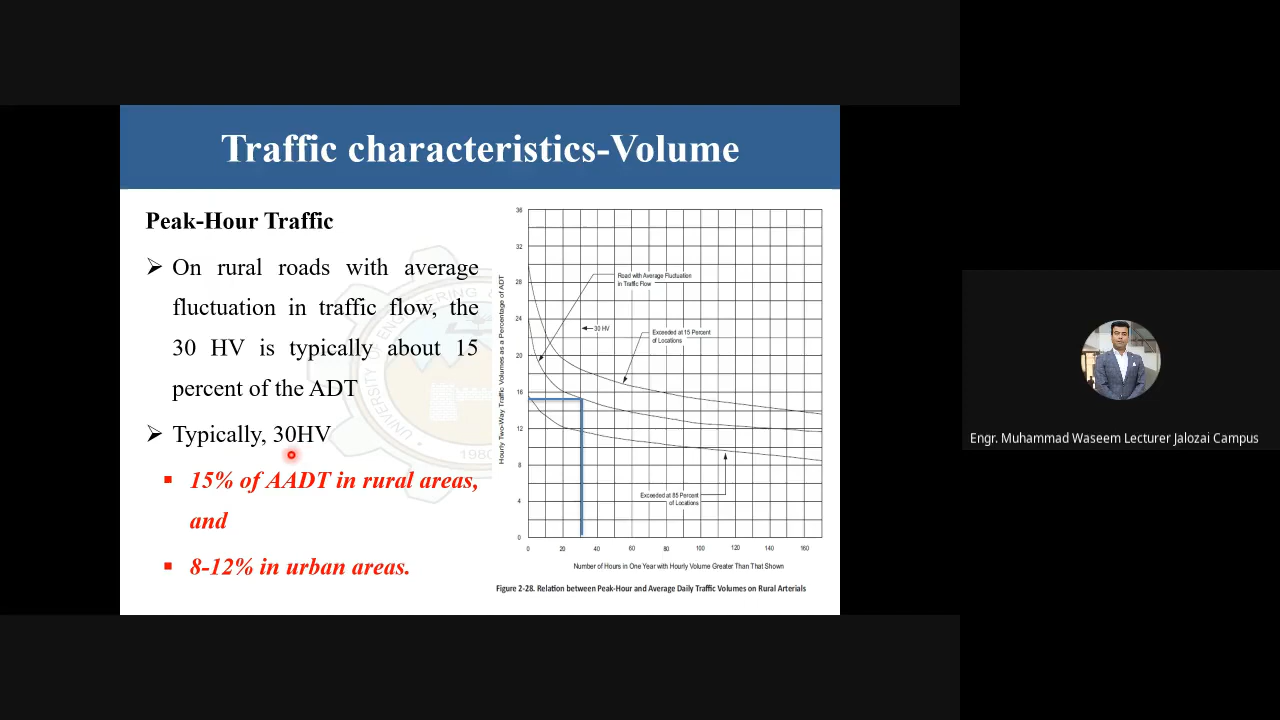 Traffic characteristics-Volume
Peak-Hour Traffic
➢ On rural roads with average
fluctuation in traffic flow, the
30 HV is typically about 15
percent of the ADT
➢ Typically, 30HV
▪ 15% of AADT in rural areas,
and
▪ 8-12% in urban areas.
UNIVERSITY OF ENGINEERING
1980
Hourly Two-Way Traffic Volumes as a Percentage of ADT
36
32
28
24
20
16
12
8
4
0
Road with Average Fluctuation
in Traffic Flow
30 HV
Exceeded at 15 Percent
of Locations
Exceeded at 85 Percent
of Locations
0 20 40 60 80 100 120 140 160
Number of Hours in One Year with Hourly Volume Greater Than That Shown
Figure 2-28. Relation between Peak-Hour and Average Daily Traffic Volumes on Rural Arterials
Engr. Muhammad Waseem Lecturer Jalozai Campus